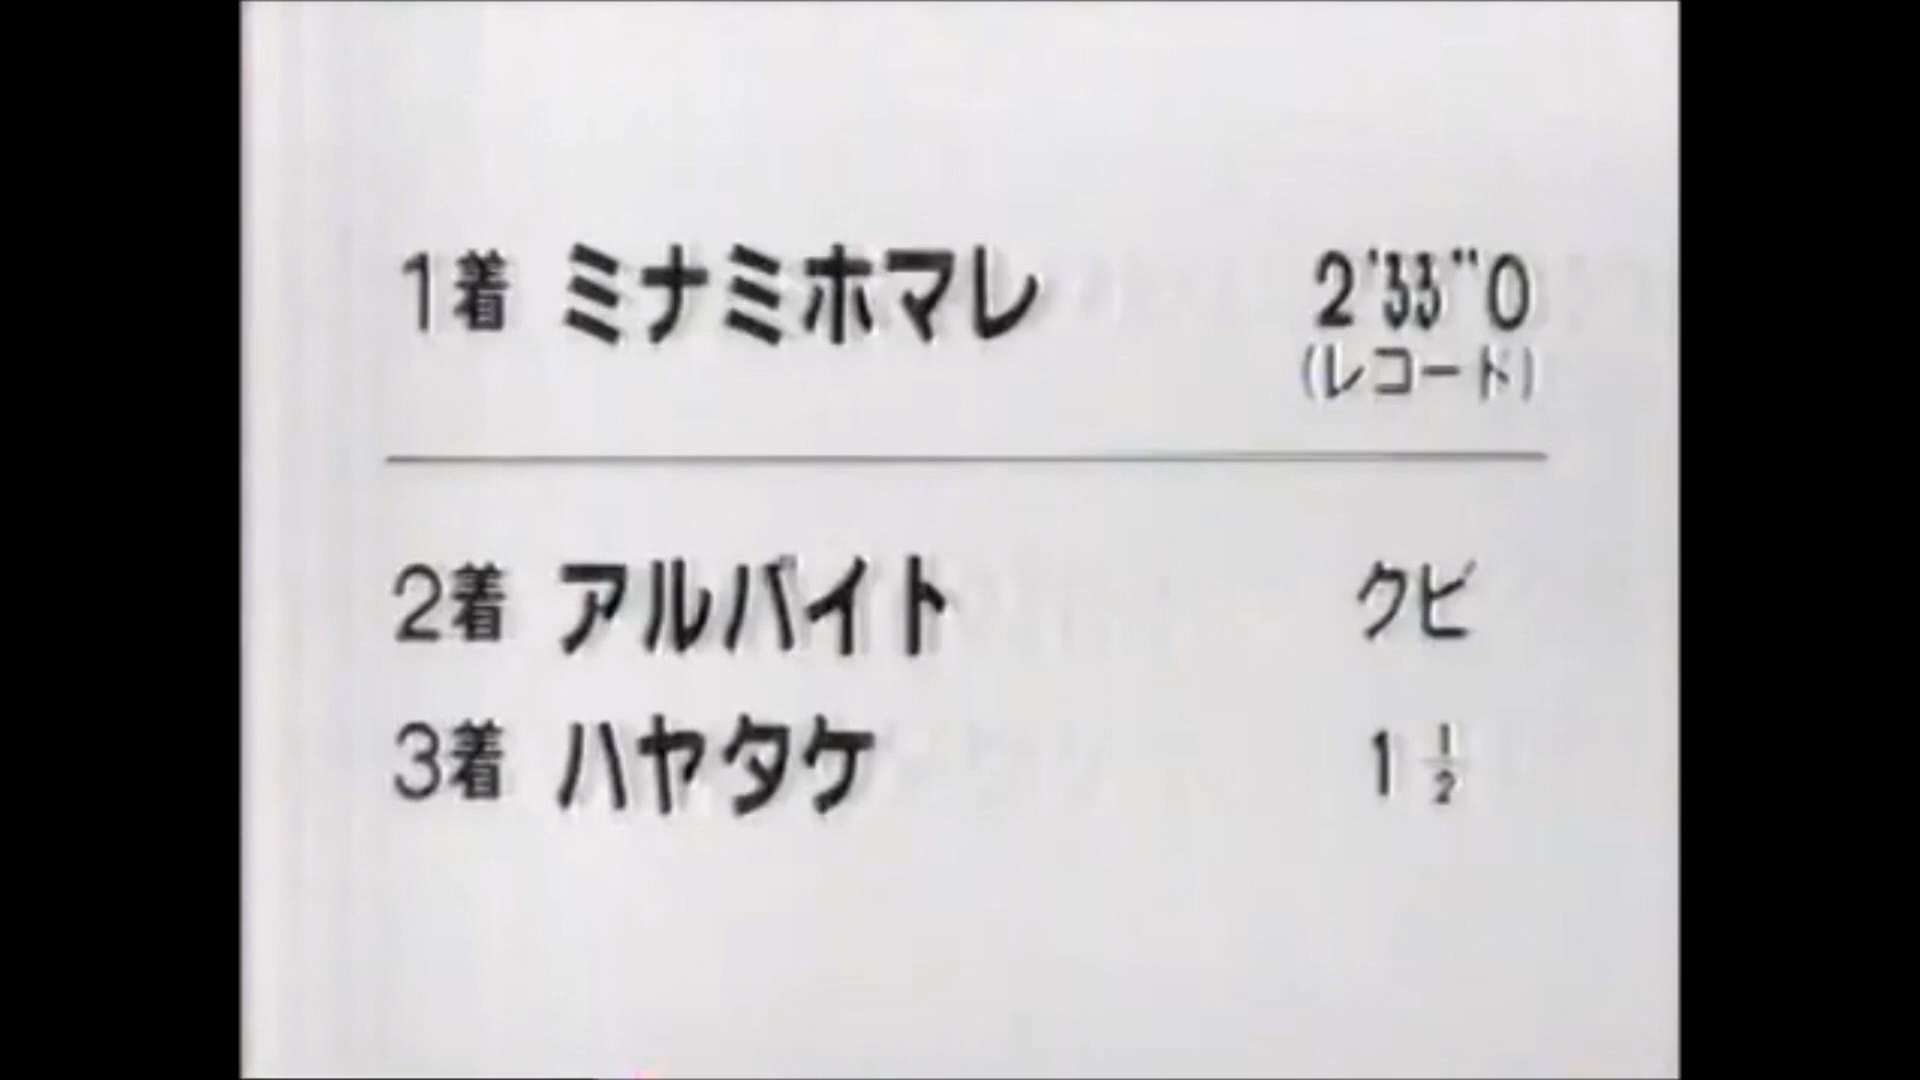 1着 ミナミホマレ 2'33"0
(レコード)
2着 アルバイト クビ
3着 ハヤタケ 1 1/2